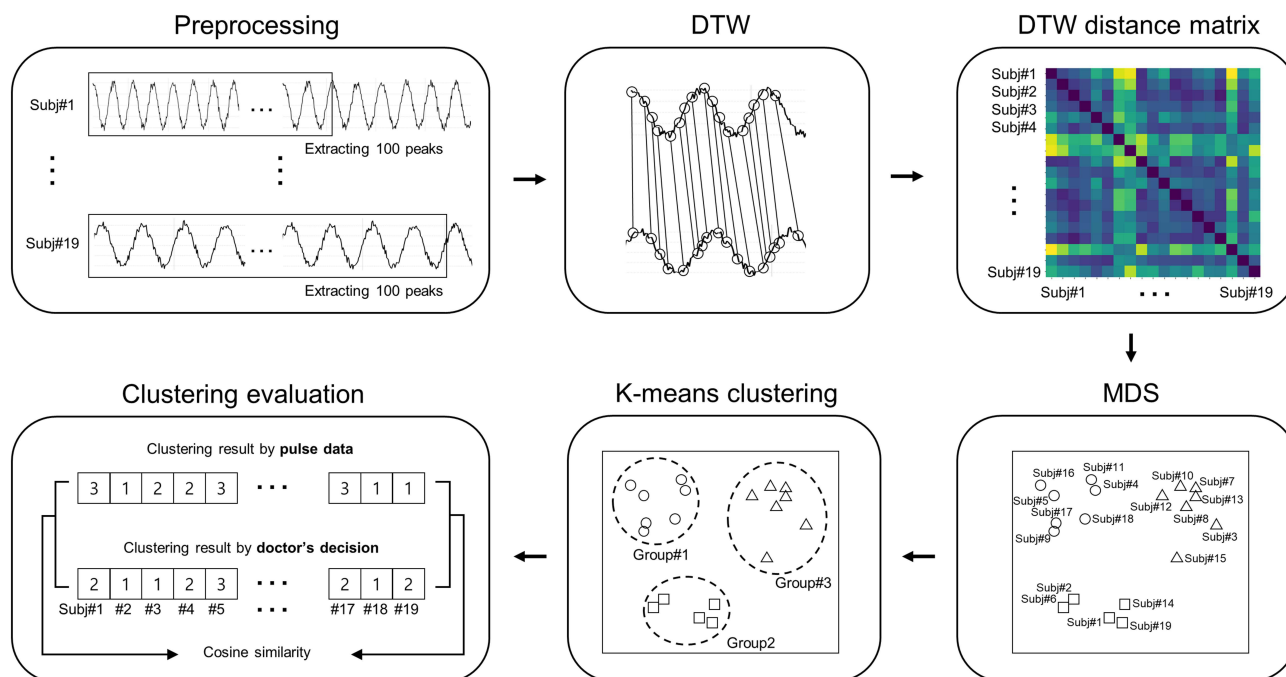 Preprocessing
Subj#1
...
Extracting 100 peaks
Subj#19
...
Extracting 100 peaks
DTW
DTW distance matrix
Subj#1
Subj#2
Subj#3
Subj#4
Subj#19
Subj#1 ... Subj#19
Clustering evaluation
Clustering result by pulse data
3 1 2 2 3 ... 3 1 1
Clustering result by doctor's decision
2 1 1 2 3 ... 2 1 2
Subj#1 #2 #3 #4 #5 #17 #18 #19
Cosine similarity
K-means clustering
Group#1
Group#3
Group2
MDS
Subj#16
Subj#11
Subj#4
Subj#5
Subj#17
Subj#18
Subj#9
Subj#10
Subj#7
Subj#13
Subj#12
Subj#8
Subj#3
Subj#15
Subj#2
Subj#6
Subj#14
Subj#1
Subj#19